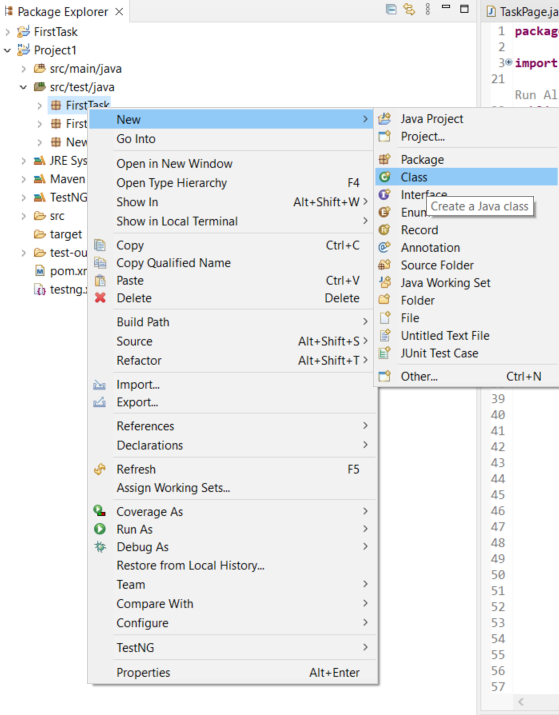 Package Explorer
FirstTask
Project1
src/main/java
src/test/java
FirstTask
First
New
JRE Sys
Maven
TestNG
src
target
test-ou
pom.xm
testng.x
New
Go Into
Open in New Window
Open Type Hierarchy F4
Show In Alt+Shift+W
Show in Local Terminal
Copy Ctrl+C
Copy Qualified Name
Paste Ctrl+V
Delete Delete
Build Path
Source Alt+Shift+S
Refactor Alt+Shift+T
Import...
Export...
References
Declarations
Refresh F5
Assign Working Sets...
Coverage As
Run As
Debug As
Restore from Local History...
Team
Compare With
Configure
TestNG
Properties Alt+Enter
Java Project
Project...
Package
Class
Interface
Enum
Create a Java class
Record
Annotation
Source Folder
Java Working Set
Folder
File
Untitled Text File
JUnit Test Case
Other... Ctrl+N
TaskPage.ja
1 packag
2
3 import
21
Run Al
39
40
41
42
43
44
45
46
47
48
49
50
51
52
53
54
55
56
57